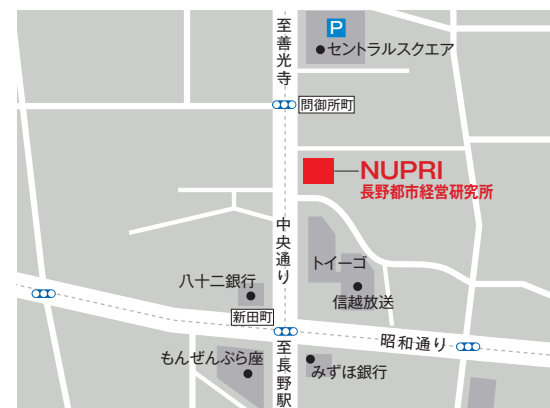 至善光寺
P
セントラルスクエア
問御所町
NUPRI
長野都市経営研究所
中央通り
トイーゴ
八十二銀行
信越放送
新田町
昭和通り
もんぜんぷら座
至長野駅
みずほ銀行